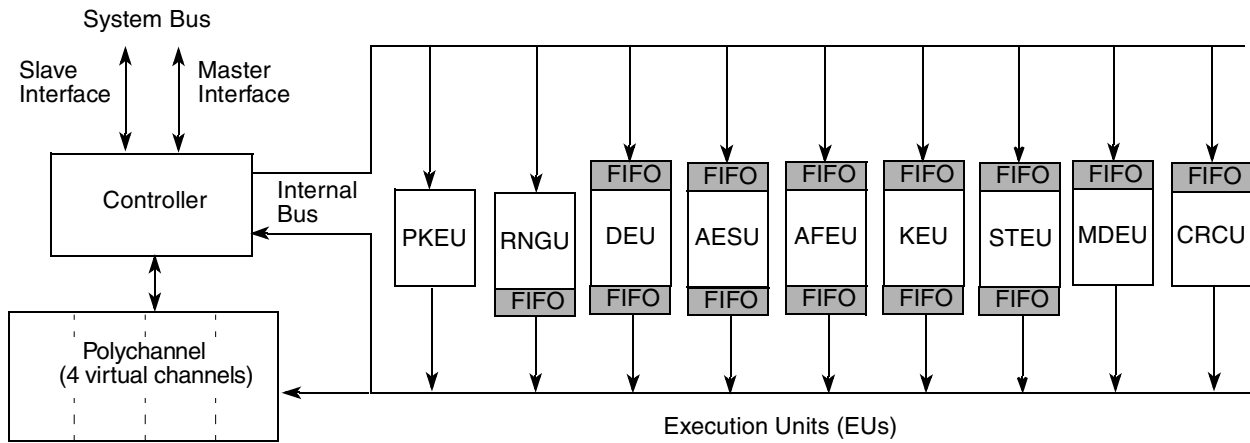 System Bus
Slave
Interface
Master
Interface
Controller
Internal
Bus
Polychannel
(4 virtual channels)
FIFO
FIFO
FIFO
FIFO
FIFO
FIFO
FIFO
PKEU
RNGU
DEU
AESU
AFEU
KEU
STEU
MDEU
CRCU
FIFO
FIFO
FIFO
FIFO
FIFO
FIFO
Execution Units (EUs)